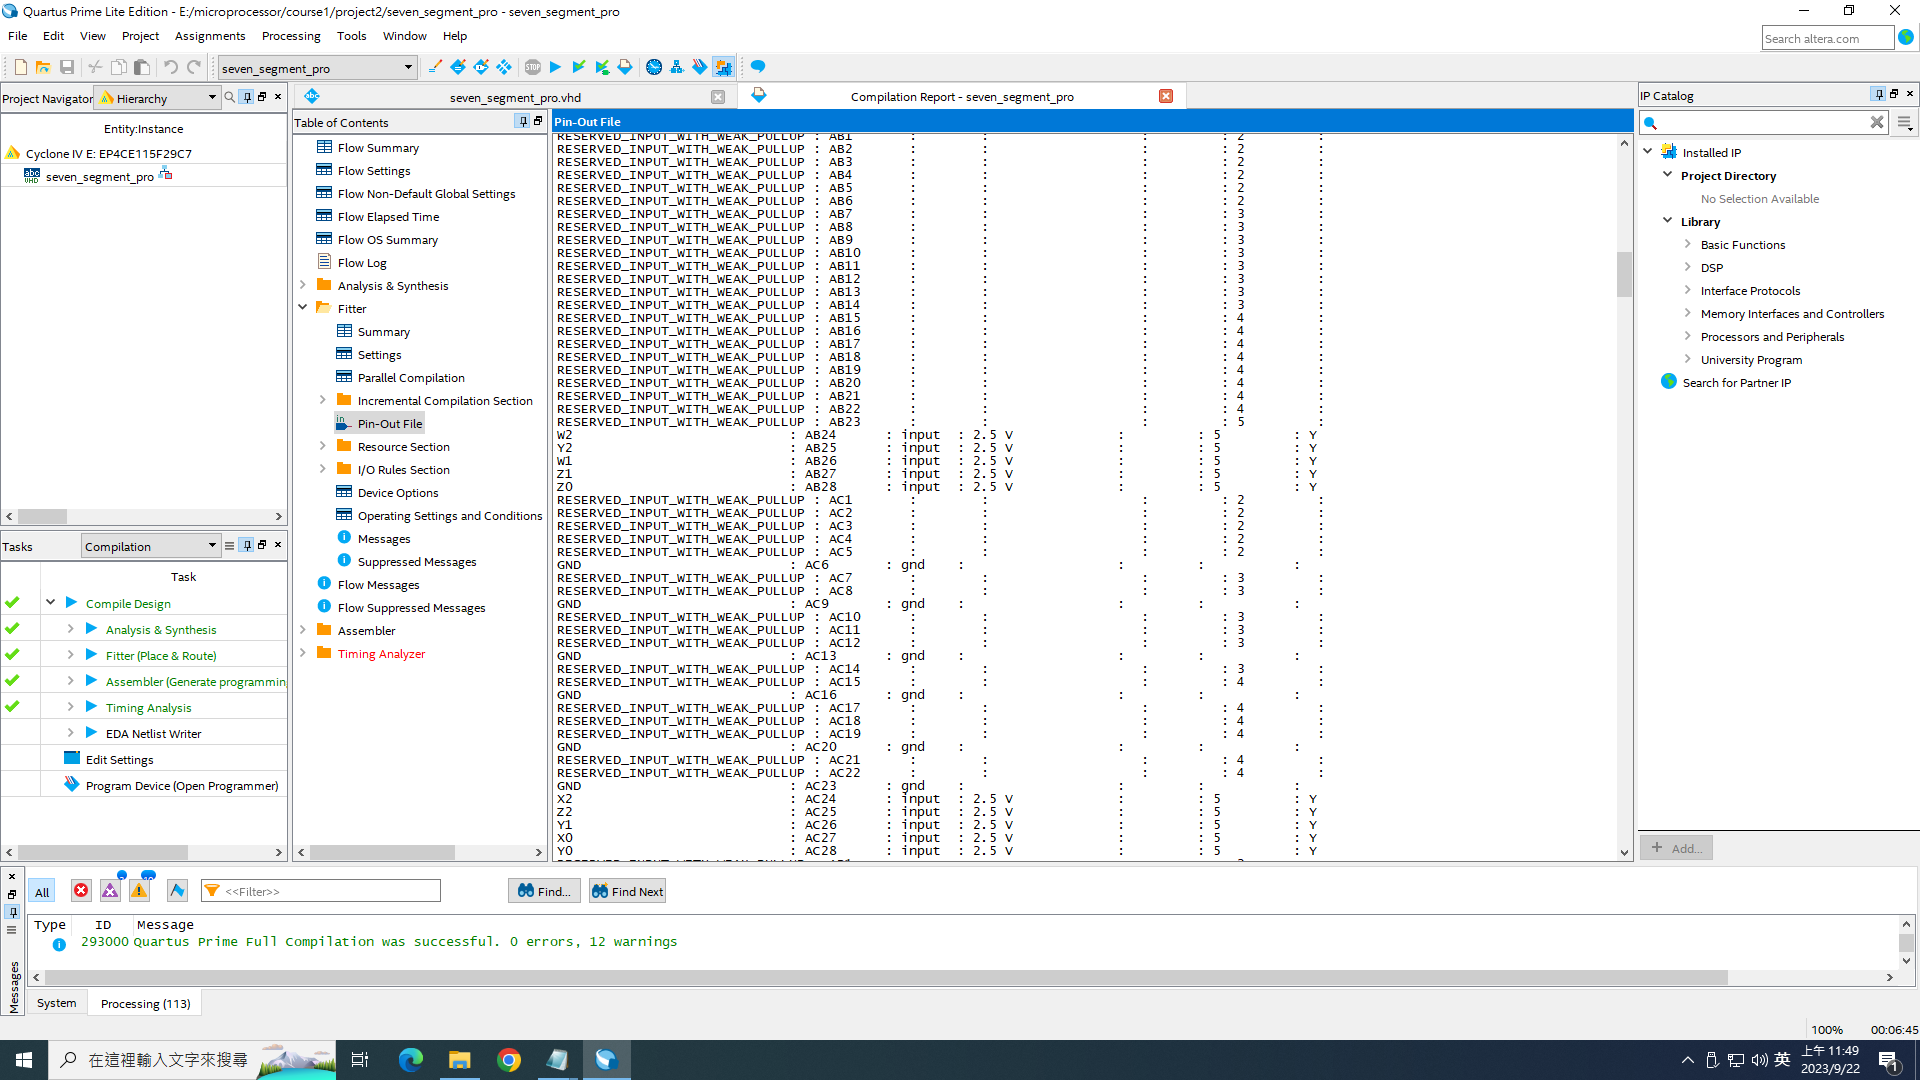 Quartus Prime Lite Edition - E:/microprocessor/course1/project2/seven_segment_pro - seven_segment_pro
File Edit View Project Assignments Processing Tools Window Help
Search altera.com
seven_segment_pro
Project Navigator Hierarchy
Entity:Instance
Cyclone IV E: EP4CE115F29C7
seven_segment_pro
Tasks Compilation
Task
Compile Design
Analysis & Synthesis
Fitter (Place & Route)
Assembler (Generate programmin
Timing Analysis
EDA Netlist Writer
Edit Settings
Program Device (Open Programmer)
seven_segment_pro.vhd
Compilation Report - seven_segment_pro
Table of Contents
Flow Summary
Flow Settings
Flow Non-Default Global Settings
Flow Elapsed Time
Flow OS Summary
Flow Log
Analysis & Synthesis
Fitter
Summary
Settings
Parallel Compilation
Incremental Compilation Section
Pin-Out File
Resource Section
I/O Rules Section
Device Options
Operating Settings and Conditions
Messages
Suppressed Messages
Flow Messages
Flow Suppressed Messages
Assembler
Timing Analyzer
Pin-Out File
RESERVED_INPUT_WITH_WEAK_PULLUP : AB1 : : : : 2 :
RESERVED_INPUT_WITH_WEAK_PULLUP : AB2 : : : : 2 :
RESERVED_INPUT_WITH_WEAK_PULLUP : AB3 : : : : 2 :
RESERVED_INPUT_WITH_WEAK_PULLUP : AB4 : : : : 2 :
RESERVED_INPUT_WITH_WEAK_PULLUP : AB5 : : : : 2 :
RESERVED_INPUT_WITH_WEAK_PULLUP : AB6 : : : : 2 :
RESERVED_INPUT_WITH_WEAK_PULLUP : AB7 : : : : 3 :
RESERVED_INPUT_WITH_WEAK_PULLUP : AB8 : : : : 3 :
RESERVED_INPUT_WITH_WEAK_PULLUP : AB9 : : : : 3 :
RESERVED_INPUT_WITH_WEAK_PULLUP : AB10 : : : : 3 :
RESERVED_INPUT_WITH_WEAK_PULLUP : AB11 : : : : 3 :
RESERVED_INPUT_WITH_WEAK_PULLUP : AB12 : : : : 3 :
RESERVED_INPUT_WITH_WEAK_PULLUP : AB13 : : : : 3 :
RESERVED_INPUT_WITH_WEAK_PULLUP : AB14 : : : : 3 :
RESERVED_INPUT_WITH_WEAK_PULLUP : AB15 : : : : 4 :
RESERVED_INPUT_WITH_WEAK_PULLUP : AB16 : : : : 4 :
RESERVED_INPUT_WITH_WEAK_PULLUP : AB17 : : : : 4 :
RESERVED_INPUT_WITH_WEAK_PULLUP : AB18 : : : : 4 :
RESERVED_INPUT_WITH_WEAK_PULLUP : AB19 : : : : 4 :
RESERVED_INPUT_WITH_WEAK_PULLUP : AB20 : : : : 4 :
RESERVED_INPUT_WITH_WEAK_PULLUP : AB21 : : : : 4 :
RESERVED_INPUT_WITH_WEAK_PULLUP : AB22 : : : : 4 :
RESERVED_INPUT_WITH_WEAK_PULLUP : AB23 : : : : 5 :
W2 : AB24 : input : 2.5 V : : 5 : Y
Y2 : AB25 : input : 2.5 V : : 5 : Y
W1 : AB26 : input : 2.5 V : : 5 : Y
Z1 : AB27 : input : 2.5 V : : 5 : Y
Z0 : AB28 : input : 2.5 V : : 5 : Y
RESERVED_INPUT_WITH_WEAK_PULLUP : AC1 : : : : 2 :
RESERVED_INPUT_WITH_WEAK_PULLUP : AC2 : : : : 2 :
RESERVED_INPUT_WITH_WEAK_PULLUP : AC3 : : : : 2 :
RESERVED_INPUT_WITH_WEAK_PULLUP : AC4 : : : : 2 :
RESERVED_INPUT_WITH_WEAK_PULLUP : AC5 : : : : 2 :
GND : AC6 : gnd : : : :
RESERVED_INPUT_WITH_WEAK_PULLUP : AC7 : : : : 3 :
RESERVED_INPUT_WITH_WEAK_PULLUP : AC8 : : : : 3 :
GND : AC9 : gnd : : : :
RESERVED_INPUT_WITH_WEAK_PULLUP : AC10 : : : : 3 :
RESERVED_INPUT_WITH_WEAK_PULLUP : AC11 : : : : 3 :
RESERVED_INPUT_WITH_WEAK_PULLUP : AC12 : : : : 3 :
GND : AC13 : gnd : : : :
RESERVED_INPUT_WITH_WEAK_PULLUP : AC14 : : : : 3 :
RESERVED_INPUT_WITH_WEAK_PULLUP : AC15 : : : : 4 :
GND : AC16 : gnd : : : :
RESERVED_INPUT_WITH_WEAK_PULLUP : AC17 : : : : 4 :
RESERVED_INPUT_WITH_WEAK_PULLUP : AC18 : : : : 4 :
RESERVED_INPUT_WITH_WEAK_PULLUP : AC19 : : : : 4 :
GND : AC20 : gnd : : : :
RESERVED_INPUT_WITH_WEAK_PULLUP : AC21 : : : : 4 :
RESERVED_INPUT_WITH_WEAK_PULLUP : AC22 : : : : 4 :
GND : AC23 : gnd : : : :
X2 : AC24 : input : 2.5 V : : 5 : Y
Z2 : AC25 : input : 2.5 V : : 5 : Y
Y1 : AC26 : input : 2.5 V : : 5 : Y
X0 : AC27 : input : 2.5 V : : 5 : Y
Y0 : AC28 : input : 2.5 V : : 5 : Y
IP Catalog
Installed IP
Project Directory
No Selection Available
Library
Basic Functions
DSP
Interface Protocols
Memory Interfaces and Controllers
Processors and Peripherals
University Program
Search for Partner IP
+ Add...
All <<Filter>> Find... Find Next
Type ID Message
293000 Quartus Prime Full Compilation was successful. 0 errors, 12 warnings
Messages
System Processing (113)
100% 00:06:45
在這裡輸入文字來搜尋
英
上午 11:49
2023/9/22
1